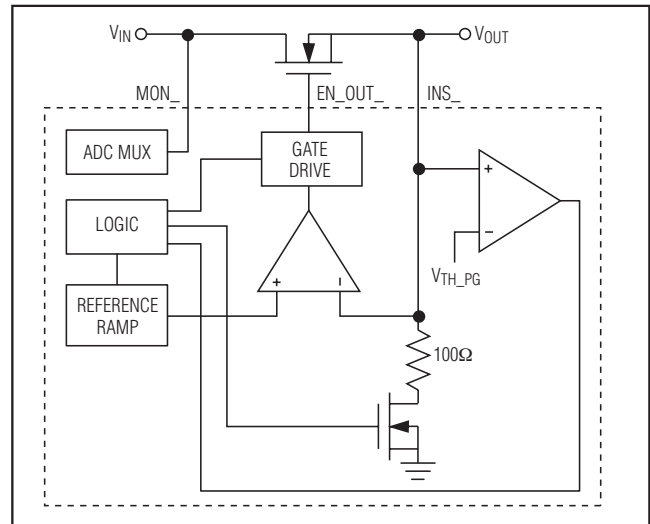 VIN
VOUT
MON_
EN_OUT_
INS_
ADC MUX
GATE
DRIVE
LOGIC
+
−
VTH_PG
REFERENCE
RAMP
+
−
100Ω